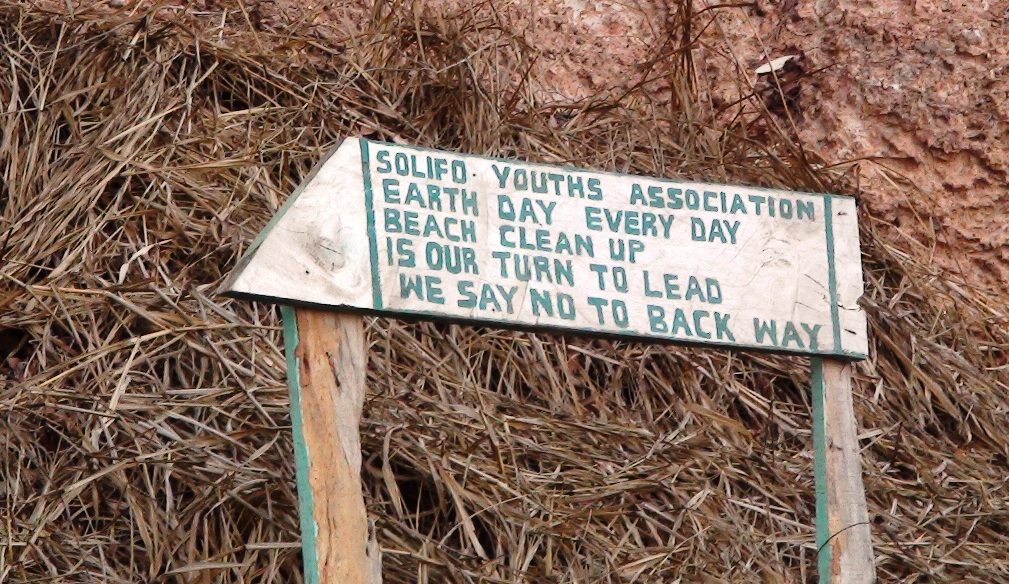 SOLIFO. YOUTHS ASSOCIATION
EARTH DAY EVERY DAY
BEACH CLEAN UP
IS OUR TURN TO LEAD
WE SAY NO TO BACK WAY